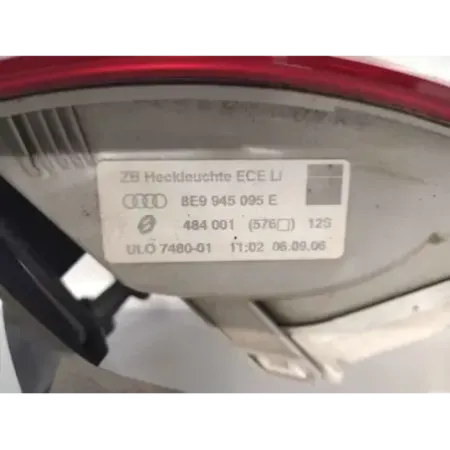 ZB Heckleuchte ECE LI
8E9 945 095 E
484 001 (576□) 12S
ULO 7480-01 11:02 06.09.06